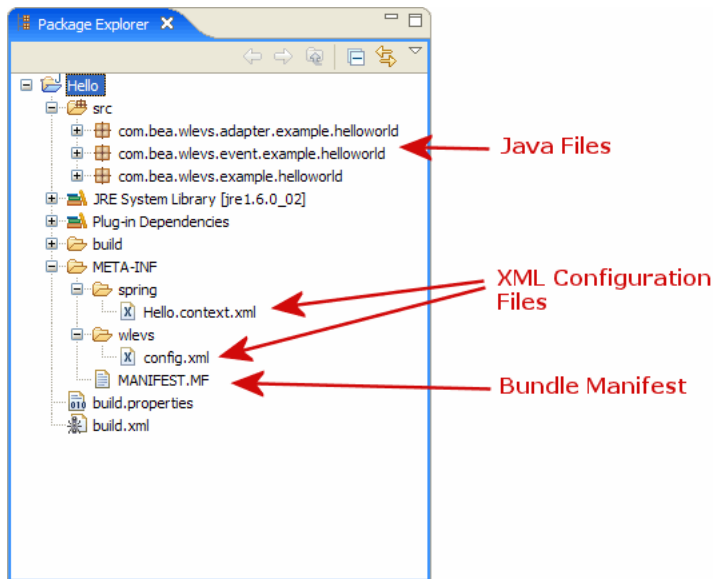 Package Explorer
Hello
src
com.bea.wlevs.adapter.example.helloworld
com.bea.wlevs.event.example.helloworld
com.bea.wlevs.example.helloworld
JRE System Library [jre1.6.0_02]
Plug-in Dependencies
build
META-INF
spring
Hello.context.xml
wlevs
config.xml
MANIFEST.MF
build.properties
build.xml
Java Files
XML Configuration
Files
Bundle Manifest